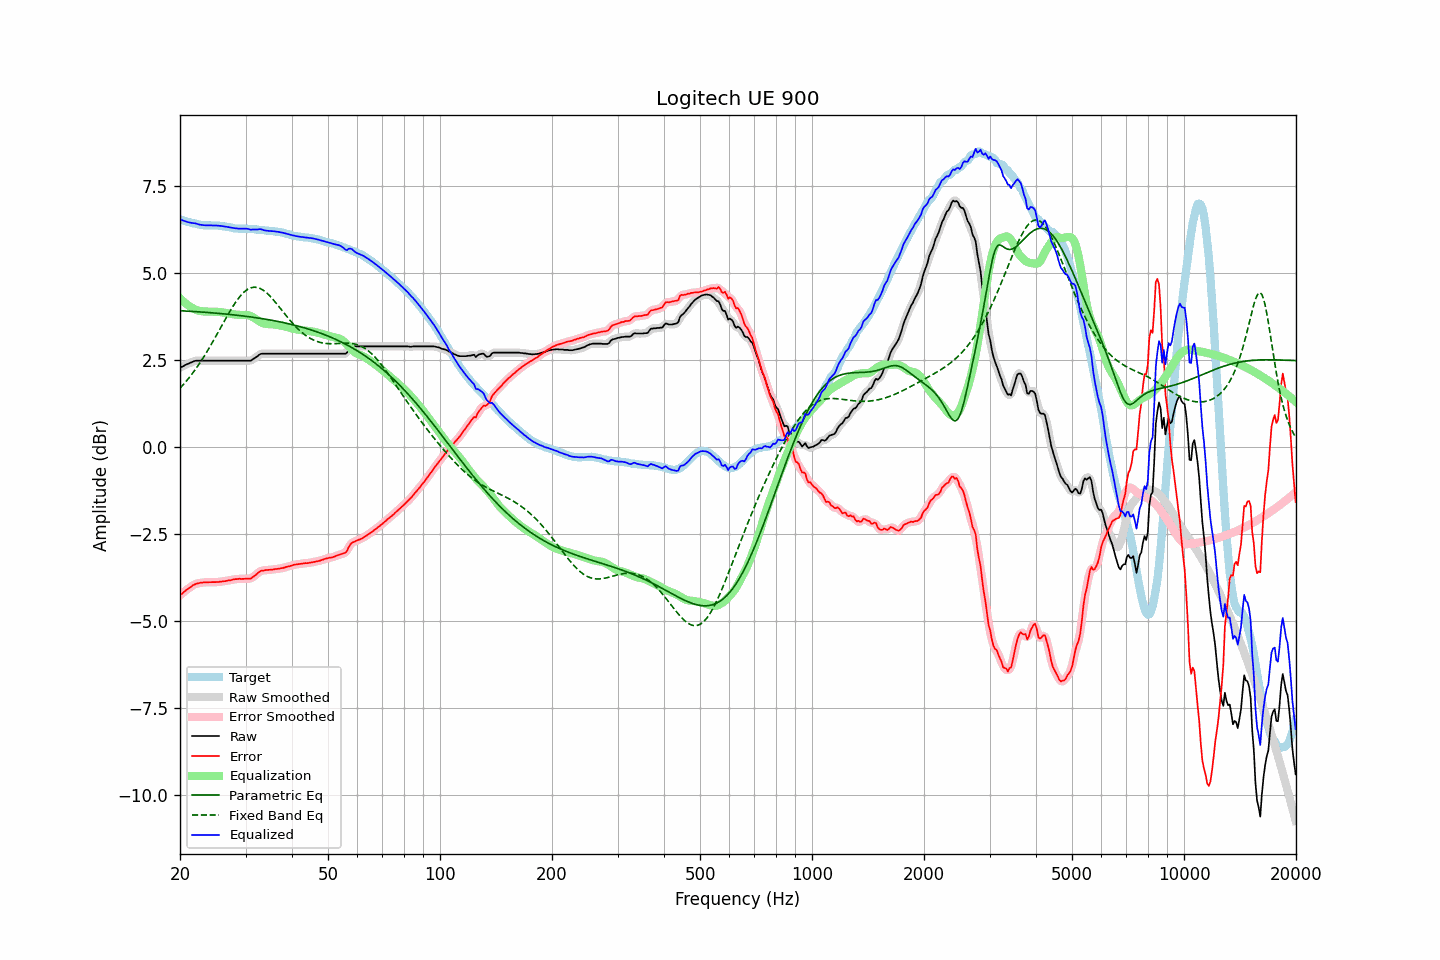 Logitech UE 900
Amplitude (dBr)
7.5
5.0
2.5
0.0
−2.5
−5.0
−7.5
−10.0
Target
Raw Smoothed
Error Smoothed
Raw
Error
Equalization
Parametric Eq
Fixed Band Eq
Equalized
20 50 100 200 500 1000 2000 5000 10000 20000
Frequency (Hz)